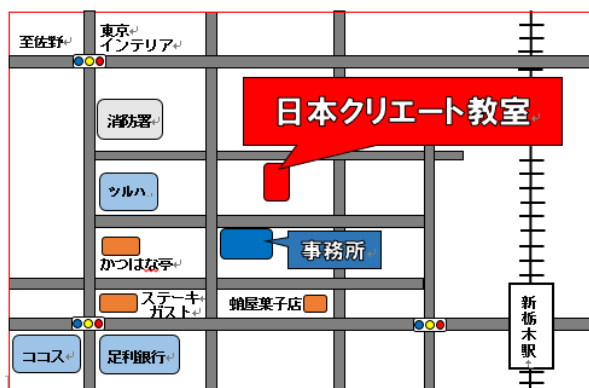 至佐野
東京
インテリア
消防署
日本クリエート教室
ツルハ
事務所
かつはな亭
ステーキ
ガスト
蛸屋菓子店
新栃木駅
ココス
足利銀行